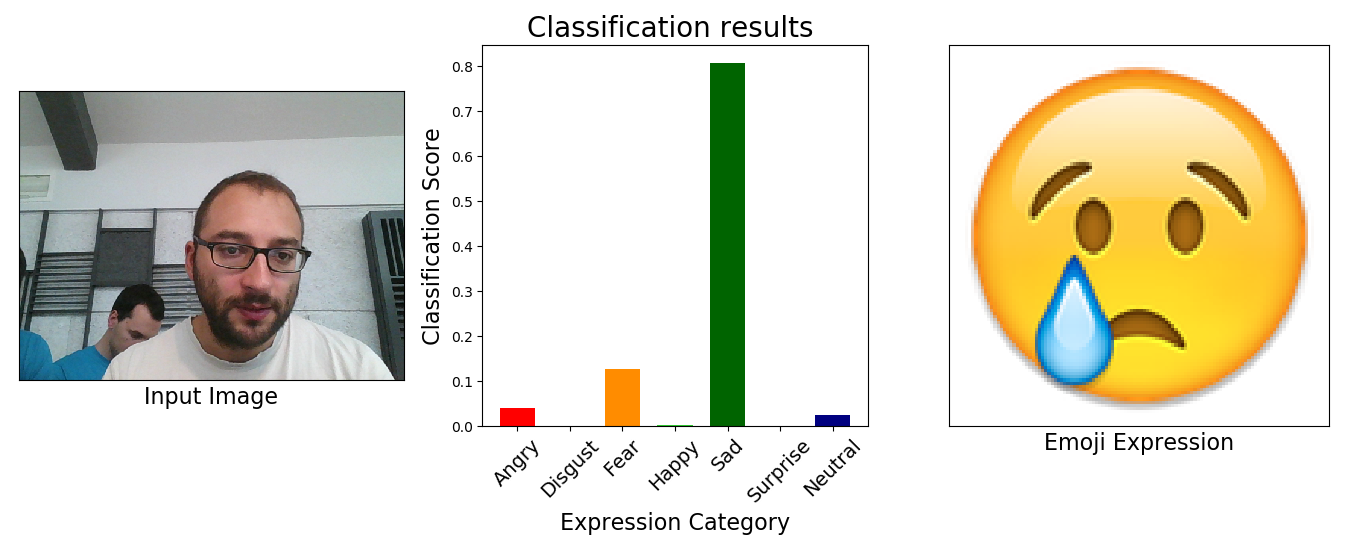 Classification results
Classification Score
0.8
0.7
0.6
0.5
0.4
0.3
0.2
0.1
0.0
Angry
Disgust
Fear
Happy
Sad
Surprise
Neutral
Expression Category
Input Image
Emoji Expression